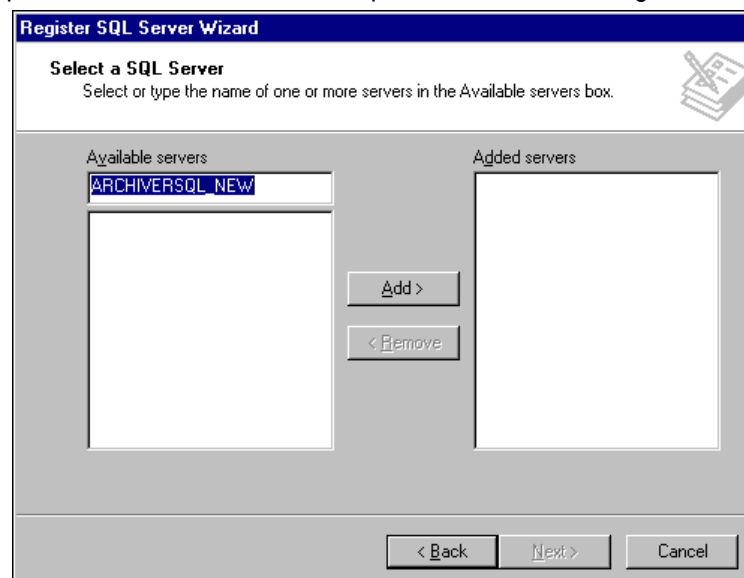 Register SQL Server Wizard
Select a SQL Server
Select or type the name of one or more servers in the Available servers box.
Available servers
Added servers
ARCHIVERSQL_NEW
Add >
< Remove
< Back
Next >
Cancel